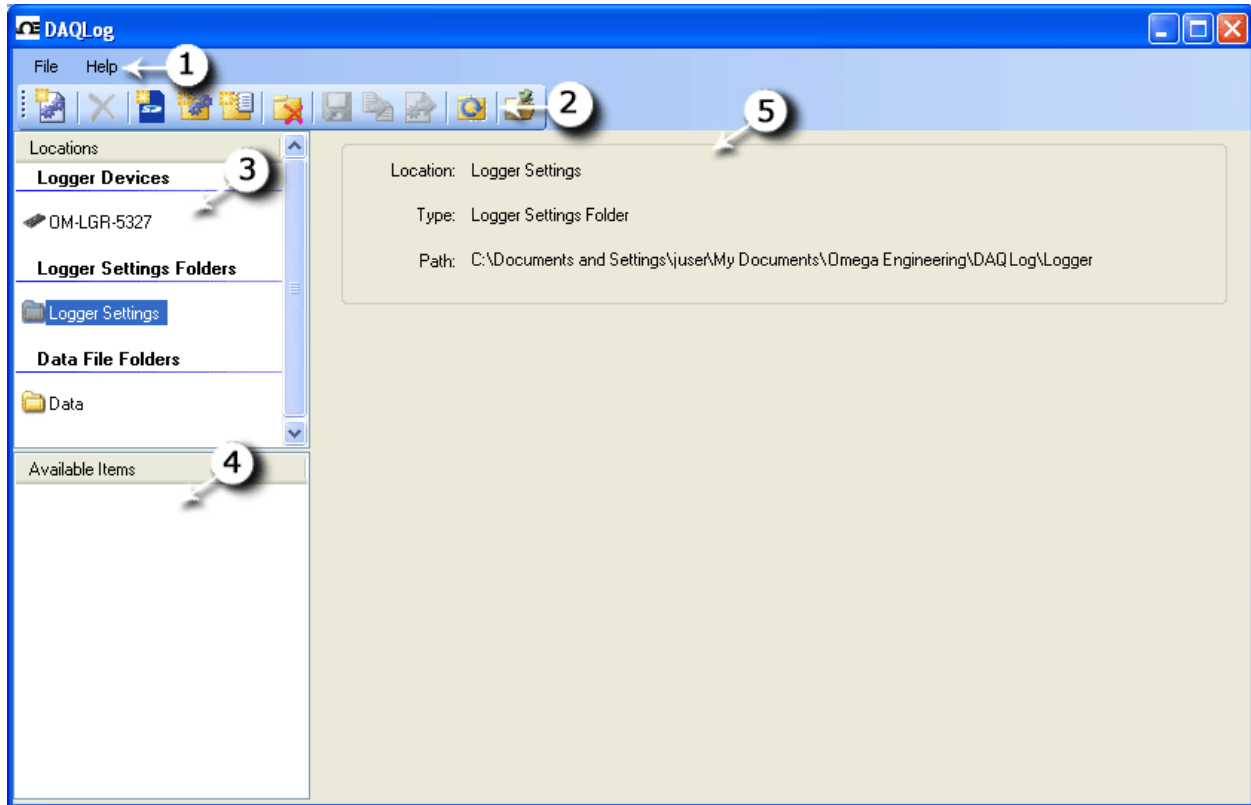 DAQLog
File Help 1
2
5
Locations
3
Logger Devices
OM-LGR-5327
Logger Settings Folders
Logger Settings
Data File Folders
Data
4
Available Items
Location: Logger Settings
Type: Logger Settings Folder
Path: C:\Documents and Settings\juser\My Documents\Omega Engineering\DAQLog\Logger